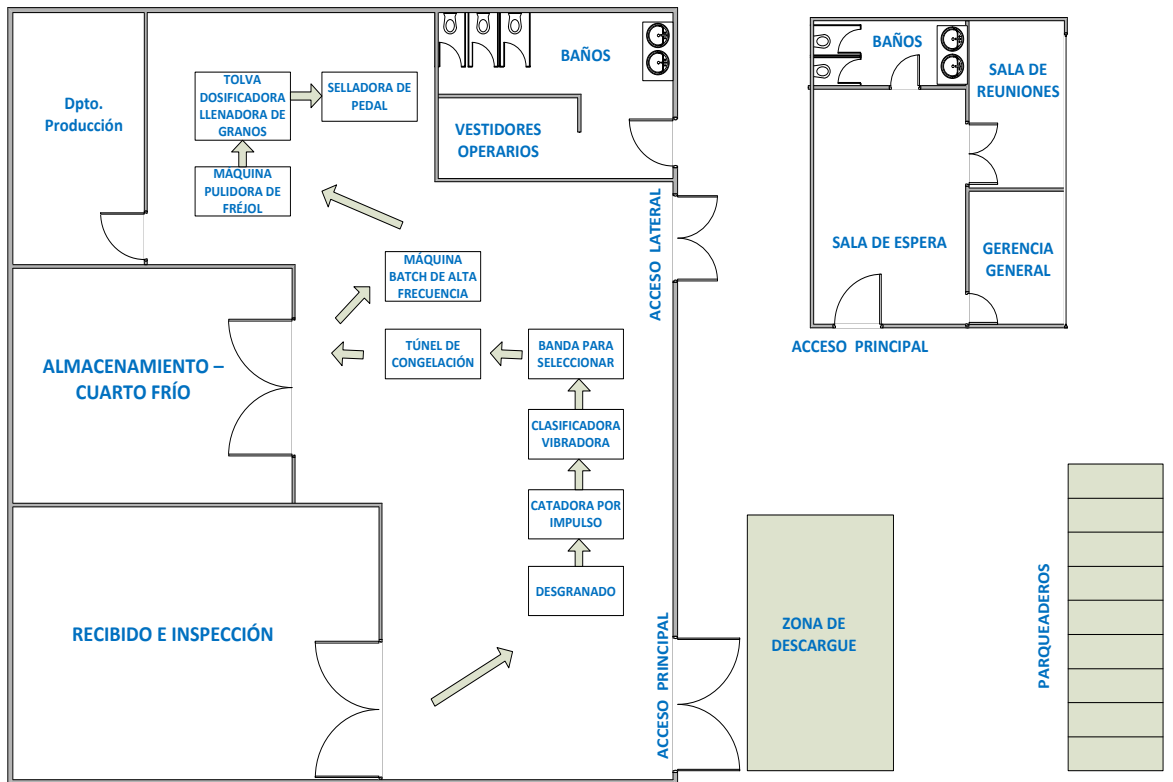 Dpto.
Producción
TOLVA
DOSIFICADORA
LLENADORA DE
GRANOS
SELLADORA DE
PEDAL
MÁQUINA
PULIDORA DE
FRÉJOL
BAÑOS
VESTIDORES
OPERARIOS
ACCESO LATERAL
MÁQUINA
BATCH DE ALTA
FRECUENCIA
ALMACENAMIENTO –
CUARTO FRÍO
TÚNEL DE
CONGELACIÓN
BANDA PARA
SELECCIONAR
CLASIFICADORA
VIBRADORA
CATADORA POR
IMPULSO
DESGRANADO
RECIBIDO E INSPECCIÓN
ACCESO PRINCIPAL
BAÑOS
SALA DE
REUNIONES
SALA DE ESPERA
GERENCIA
GENERAL
ACCESO PRINCIPAL
ZONA DE
DESCARGUE
PARQUEADEROS